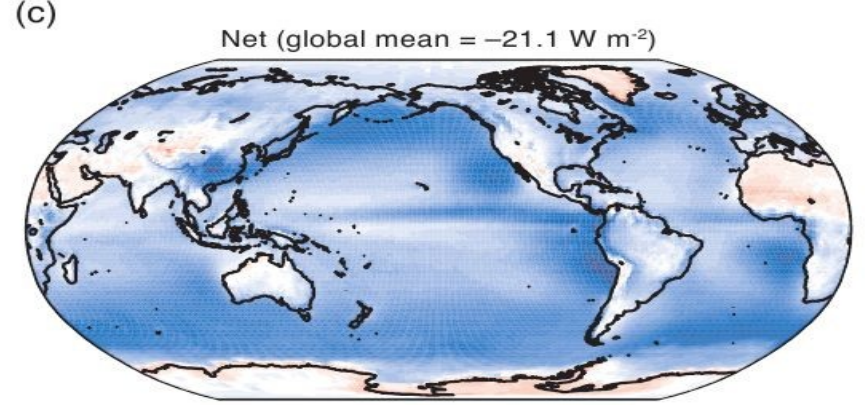 (c)
Net (global mean = –21.1 W m-2)